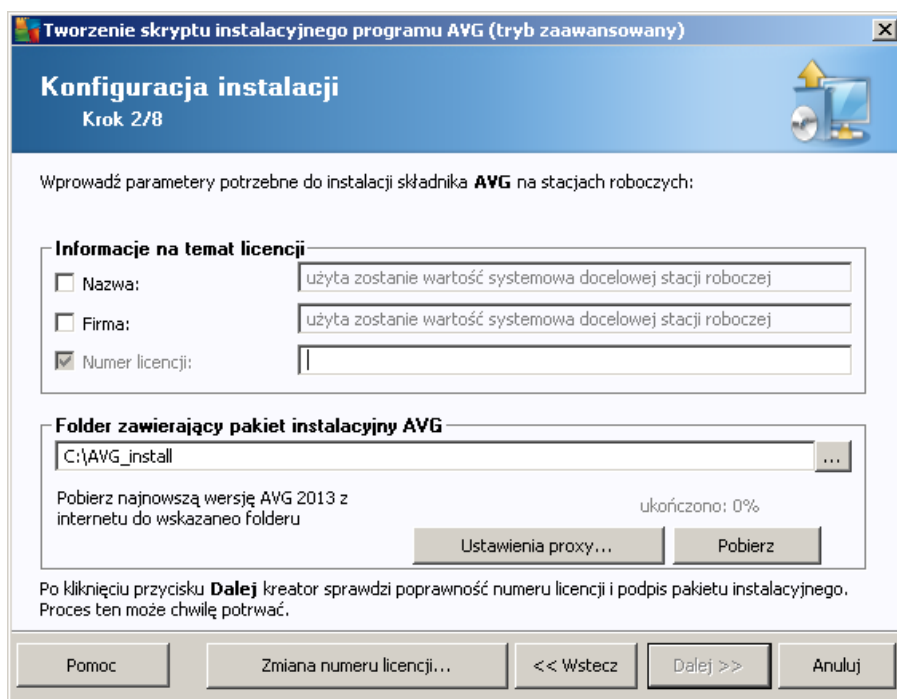 Tworzenie skryptu instalacyjnego programu AVG (tryb zaawansowany)
Konfiguracja instalacji
Krok 2/8
Wprowadź parametery potrzebne do instalacji składnika AVG na stacjach roboczych:
Informacje na temat licencji
Nazwa:
użyta zostanie wartość systemowa docelowej stacji roboczej
Firma:
użyta zostanie wartość systemowa docelowej stacji roboczej
Numer licencji:
Folder zawierający pakiet instalacyjny AVG
C:\AVG_install
...
Pobierz najnowszą wersję AVG 2013 z
internetu do wskazaneo folderu
ukończono: 0%
Ustawienia proxy...
Pobierz
Po kliknięciu przycisku Dalej kreator sprawdzi poprawność numeru licencji i podpis pakietu instalacyjnego.
Proces ten może chwilę potrwać.
Pomoc
Zmiana numeru licencji...
<< Wstecz
Dalej >>
Anuluj